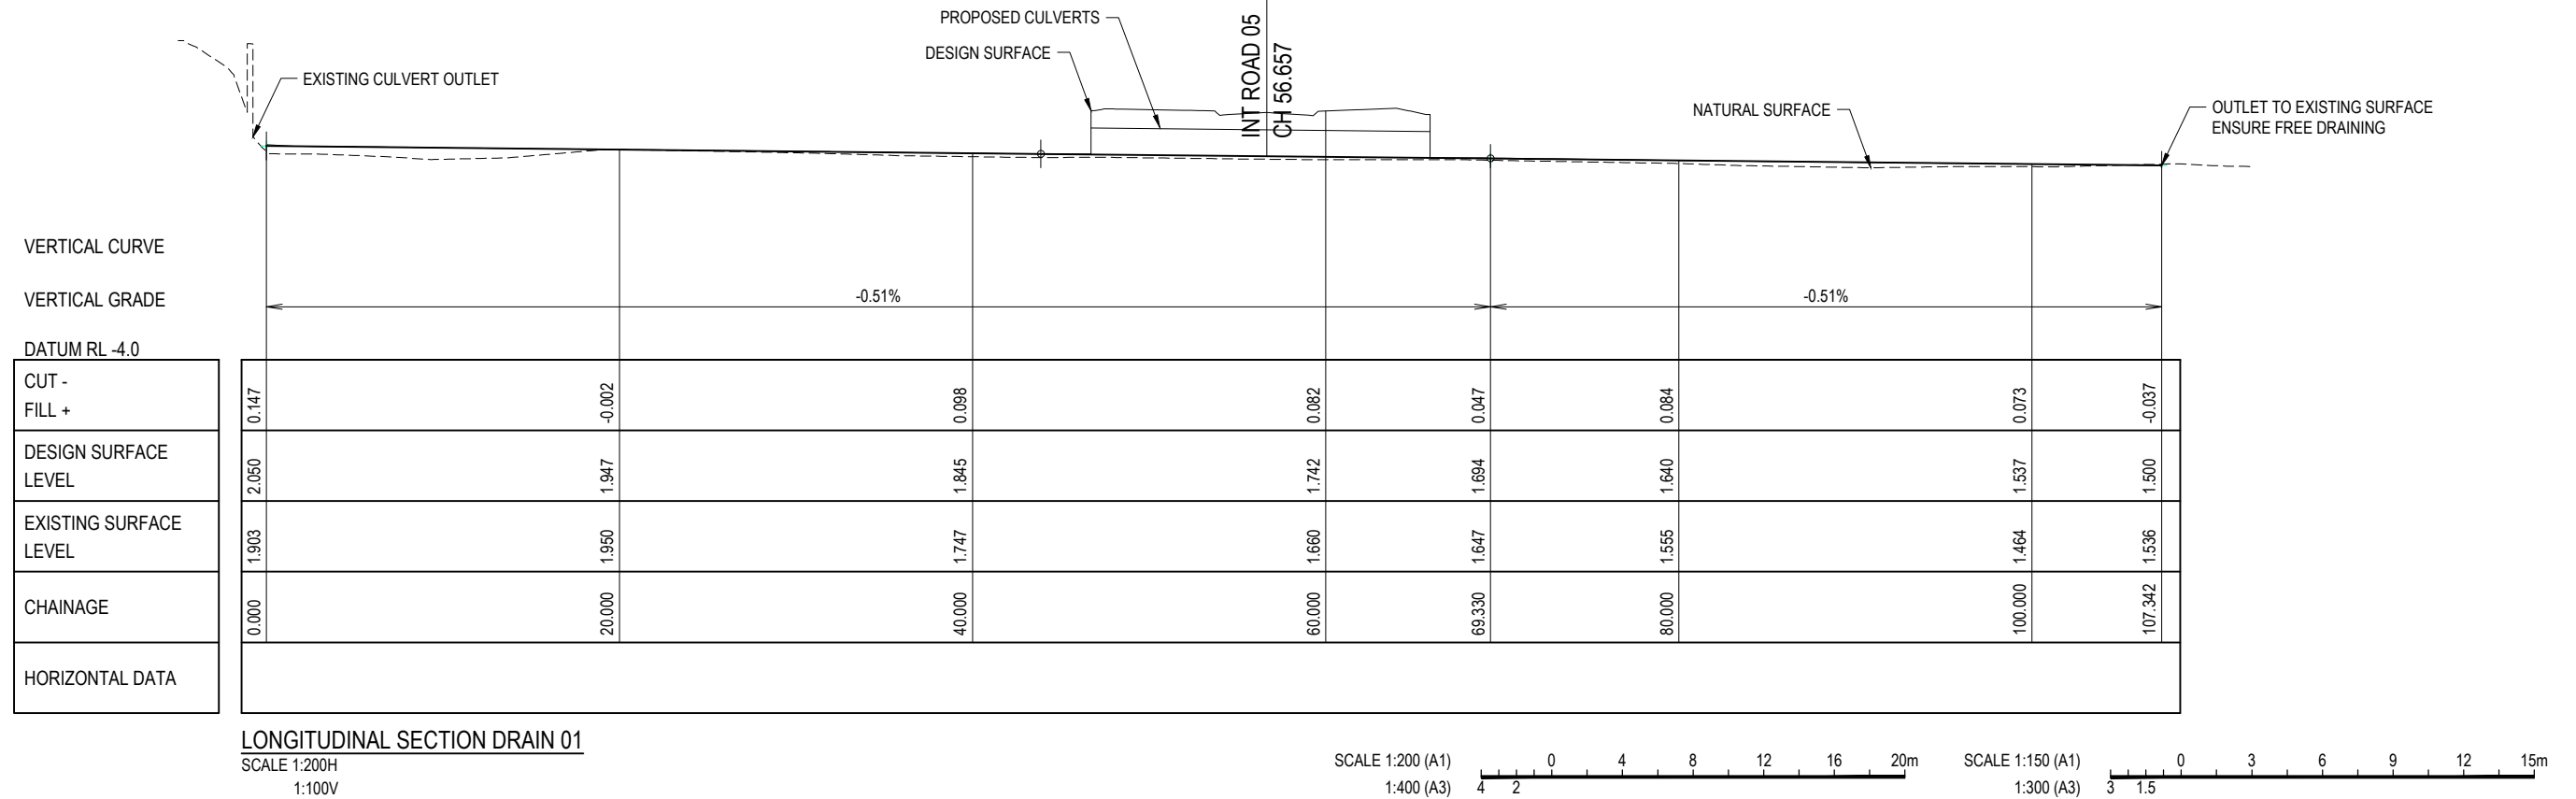 PROPOSED CULVERTS
DESIGN SURFACE
INT ROAD 05
CH 56.657
EXISTING CULVERT OUTLET
NATURAL SURFACE
OUTLET TO EXISTING SURFACE
ENSURE FREE DRAINING
VERTICAL CURVE
VERTICAL GRADE
-0.51%
-0.51%
DATUM RL -4.0
CUT -
FILL +
0.147 -0.002 0.098 0.082 0.047 0.084 0.073 -0.037
DESIGN SURFACE
LEVEL
2.050 1.947 1.845 1.742 1.694 1.640 1.537 1.500
EXISTING SURFACE
LEVEL
1.903 1.950 1.747 1.660 1.647 1.555 1.464 1.536
CHAINAGE
0.000 20.000 40.000 60.000 69.330 80.000 100.000 107.342
HORIZONTAL DATA
LONGITUDINAL SECTION DRAIN 01
SCALE 1:200H
1:100V
SCALE 1:200 (A1)
1:400 (A3)
0 4 8 12 16 20m
4 2
SCALE 1:150 (A1)
1:300 (A3)
0 3 6 9 12 15m
3 1.5